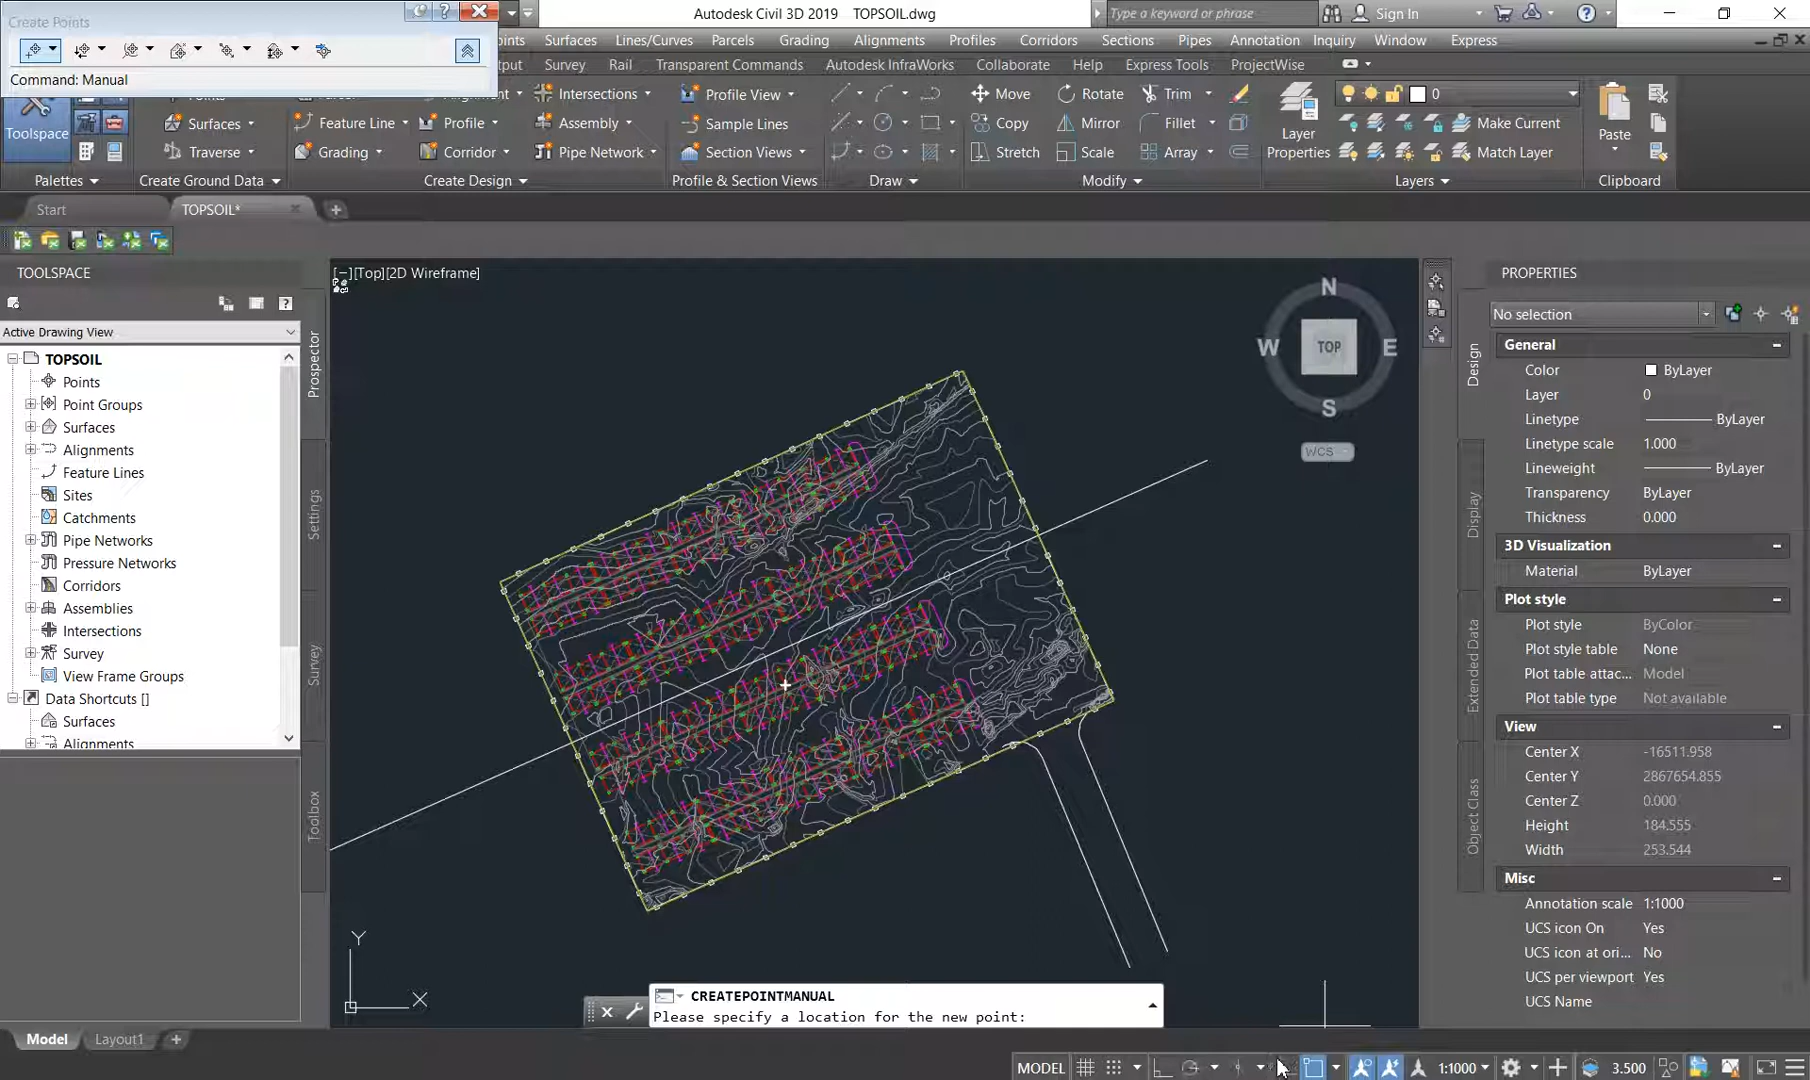 Create Points
Command: Manual
Autodesk Civil 3D 2019 TOPSOIL.dwg
Type a keyword or phrase
Sign In
Surfaces Lines/Curves Parcels Grading Alignments Profiles Corridors Sections Pipes Annotation Inquiry Window Express
Survey Rail Transparent Commands Autodesk InfraWorks Collaborate Help Express Tools ProjectWise
Toolspace
Surfaces
Traverse
Feature Line
Grading
Profile
Corridor
Intersections
Assembly
Pipe Network
Profile View
Sample Lines
Section Views
Move
Copy
Stretch
Rotate
Mirror
Scale
Trim
Fillet
Array
Layer
Properties
0
Make Current
Match Layer
Paste
Palettes
Create Ground Data
Create Design
Profile & Section Views
Draw
Modify
Layers
Clipboard
Start
TOPSOIL*
TOOLSPACE
Active Drawing View
TOPSOIL
Points
Point Groups
Surfaces
Alignments
Feature Lines
Sites
Catchments
Pipe Networks
Pressure Networks
Corridors
Assemblies
Intersections
Survey
View Frame Groups
Data Shortcuts []
Surfaces
Alignments
Prospector
Settings
Survey
Toolbox
[−][Top][2D Wireframe]
N
W TOP E
S
WCS
Y
X
CREATEPOINTMANUAL
Please specify a location for the new point:
PROPERTIES
No selection
Design
Display
Extended Data
Object Class
General
Color ByLayer
Layer 0
Linetype ByLayer
Linetype scale 1.000
Lineweight ByLayer
Transparency ByLayer
Thickness 0.000
3D Visualization
Material ByLayer
Plot style
Plot style ByColor
Plot style table None
Plot table attac... Model
Plot table type Not available
View
Center X -16511.958
Center Y 2867654.855
Center Z 0.000
Height 184.555
Width 253.544
Misc
Annotation scale 1:1000
UCS icon On Yes
UCS icon at ori... No
UCS per viewport Yes
UCS Name
Model Layout1
MODEL
1:1000
3.500